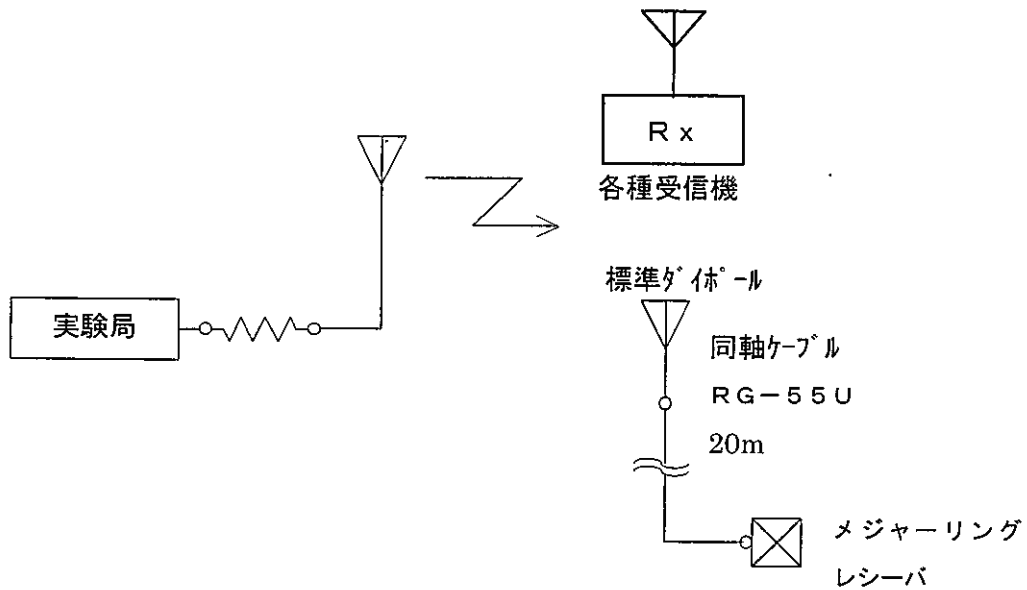 Ｒｘ
各種受信機
実験局
標準ﾀﾞｲﾎﾟｰﾙ
同軸ｹｰﾌﾞﾙ
ＲＧ－５５Ｕ
20m
メジャーリング
レシーバ